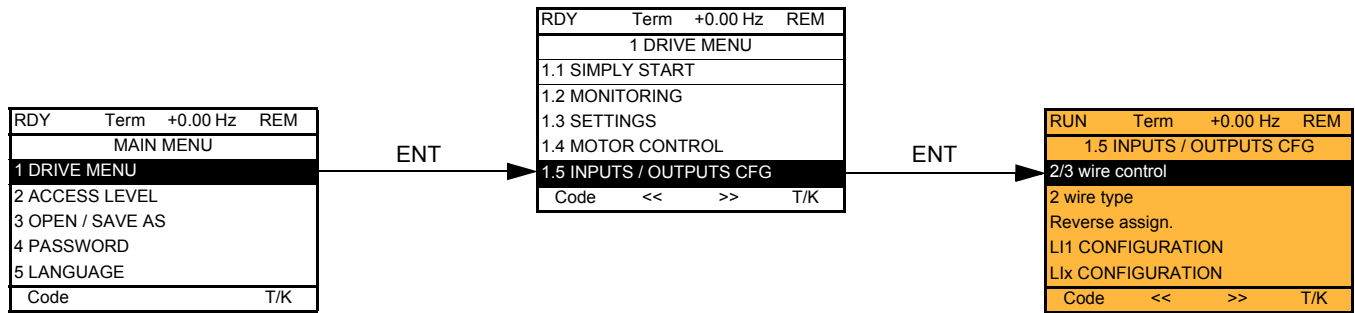 RDY Term +0.00 Hz REM
MAIN MENU
1 DRIVE MENU
2 ACCESS LEVEL
3 OPEN / SAVE AS
4 PASSWORD
5 LANGUAGE
Code T/K
ENT
RDY Term +0.00 Hz REM
1 DRIVE MENU
1.1 SIMPLY START
1.2 MONITORING
1.3 SETTINGS
1.4 MOTOR CONTROL
1.5 INPUTS / OUTPUTS CFG
Code << >> T/K
ENT
RUN Term +0.00 Hz REM
1.5 INPUTS / OUTPUTS CFG
2/3 wire control
2 wire type
Reverse assign.
LI1 CONFIGURATION
LIx CONFIGURATION
Code << >> T/K